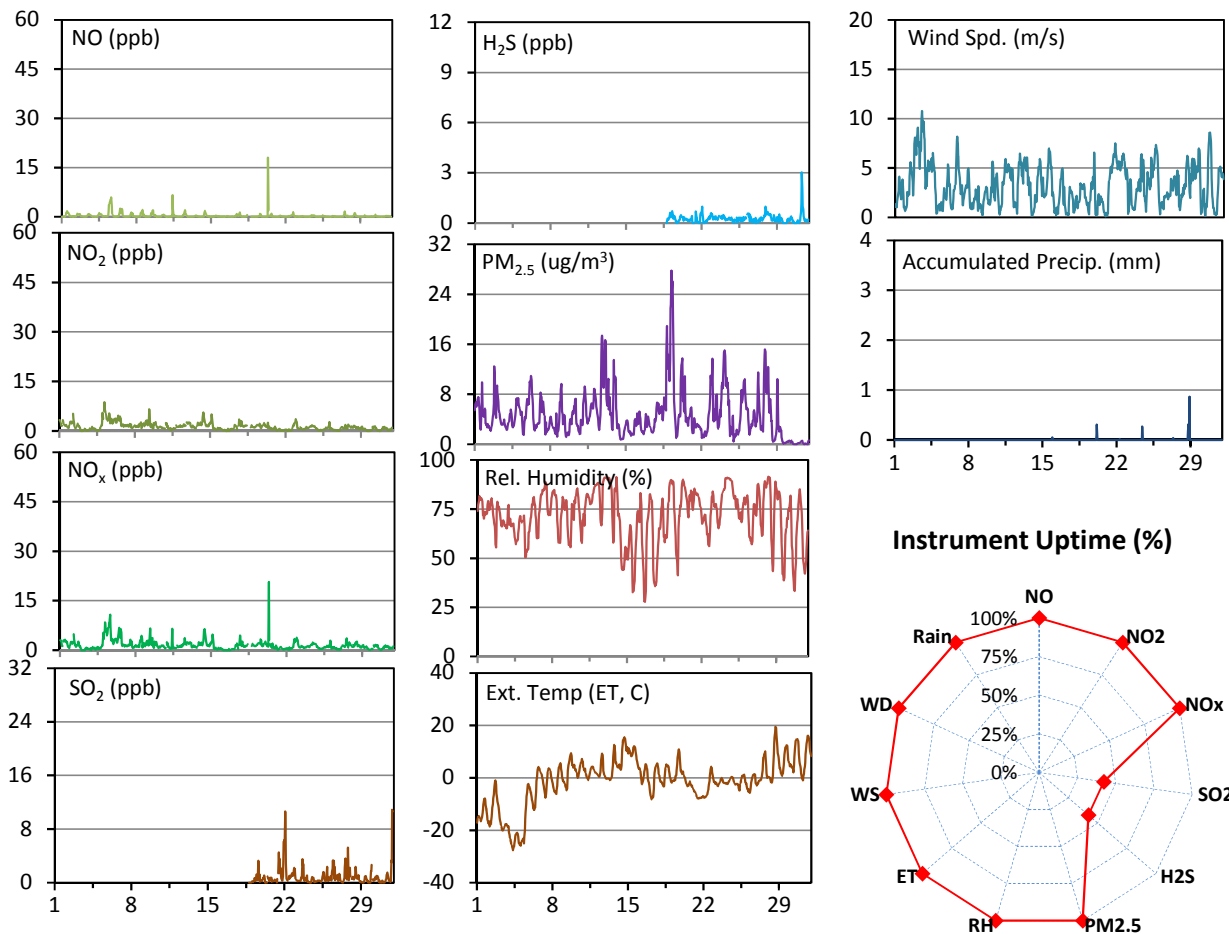 NO (ppb)
60
45
30
15
0
NO₂ (ppb)
60
45
30
15
0
NOₓ (ppb)
60
45
30
15
0
SO₂ (ppb)
32
24
16
8
0
1 8 15 22 29
H₂S (ppb)
12
9
6
3
0
PM₂.₅ (ug/m³)
32
24
16
8
0
Rel. Humidity (%)
100
75
50
25
0
Ext. Temp (ET, C)
40
20
0
-20
-40
1 8 15 22 29
Wind Spd. (m/s)
20
15
10
5
0
Accumulated Precip. (mm)
4
3
2
1
0
1 8 15 22 29
Instrument Uptime (%)
NO
NO2
NOx
SO2
H2S
PM2.5
RH
ET
WS
WD
Rain
100%
75%
50%
25%
0%